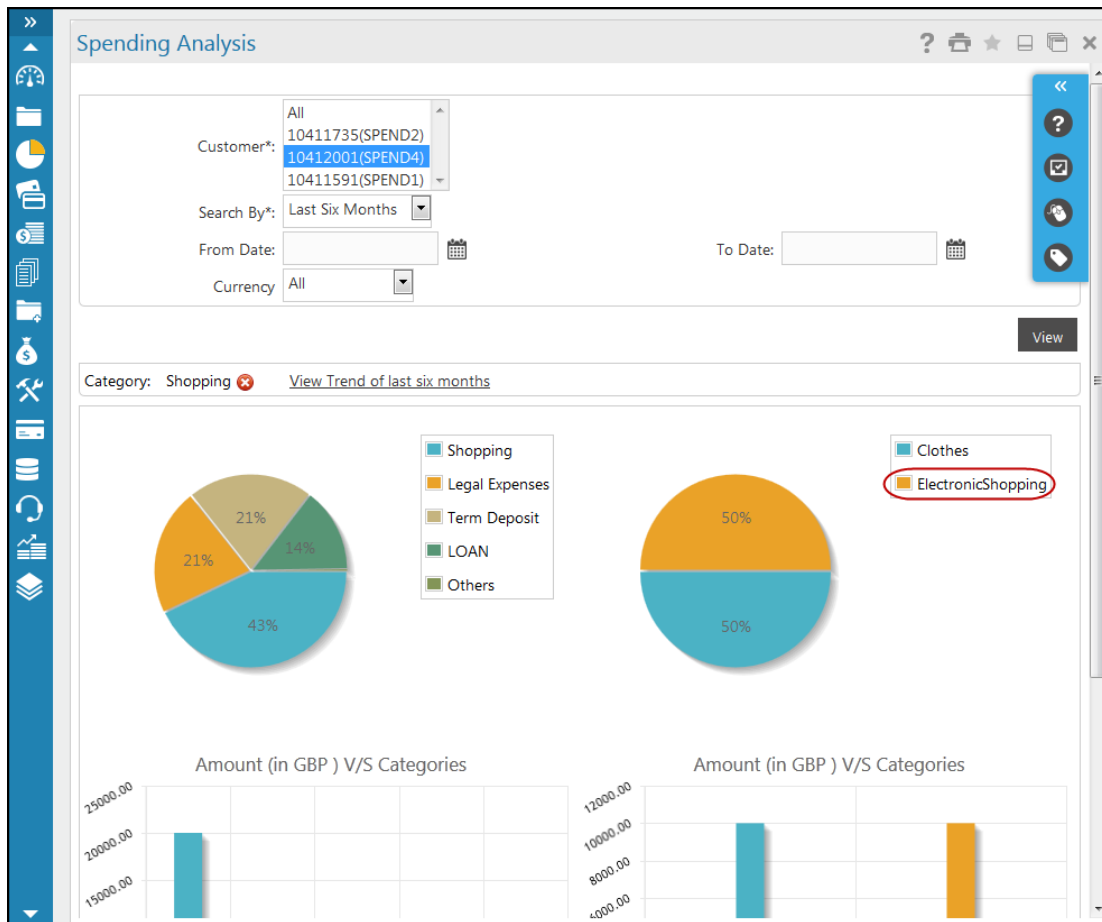 Spending Analysis
Customer*:
All
10411735(SPEND2)
10412001(SPEND4)
10411591(SPEND1)
Search By*: Last Six Months
From Date: To Date:
Currency All
View
Category: Shopping View Trend of last six months
Shopping
Legal Expenses
Term Deposit
LOAN
Others
21%
14%
21%
43%
Clothes
ElectronicShopping
50%
50%
Amount (in GBP ) V/S Categories
25000.00
20000.00
15000.00
Amount (in GBP ) V/S Categories
12000.00
10000.00
8000.00
6000.00